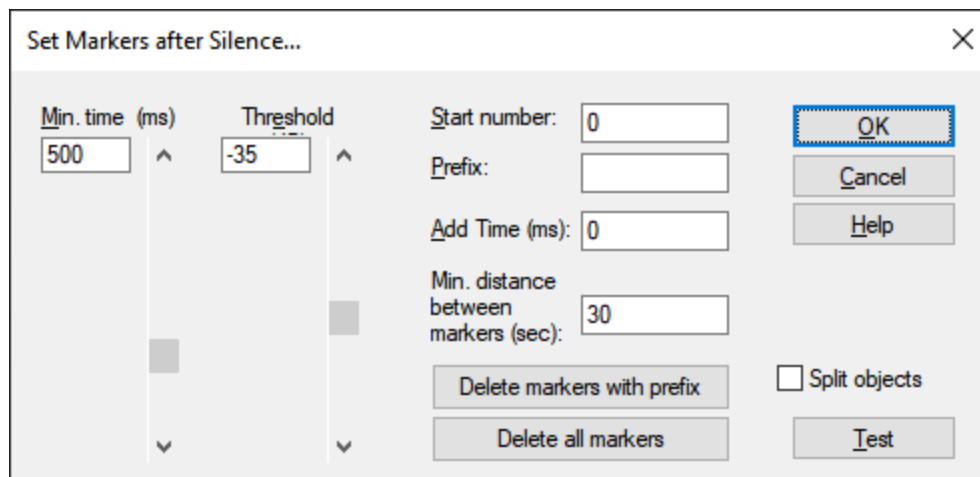 Set Markers after Silence...
Min. time (ms)
500
Threshold
-35
Start number:
0
Prefix:
Add Time (ms):
0
Min. distance
between
markers (sec):
30
Delete markers with prefix
Delete all markers
OK
Cancel
Help
Split objects
Test